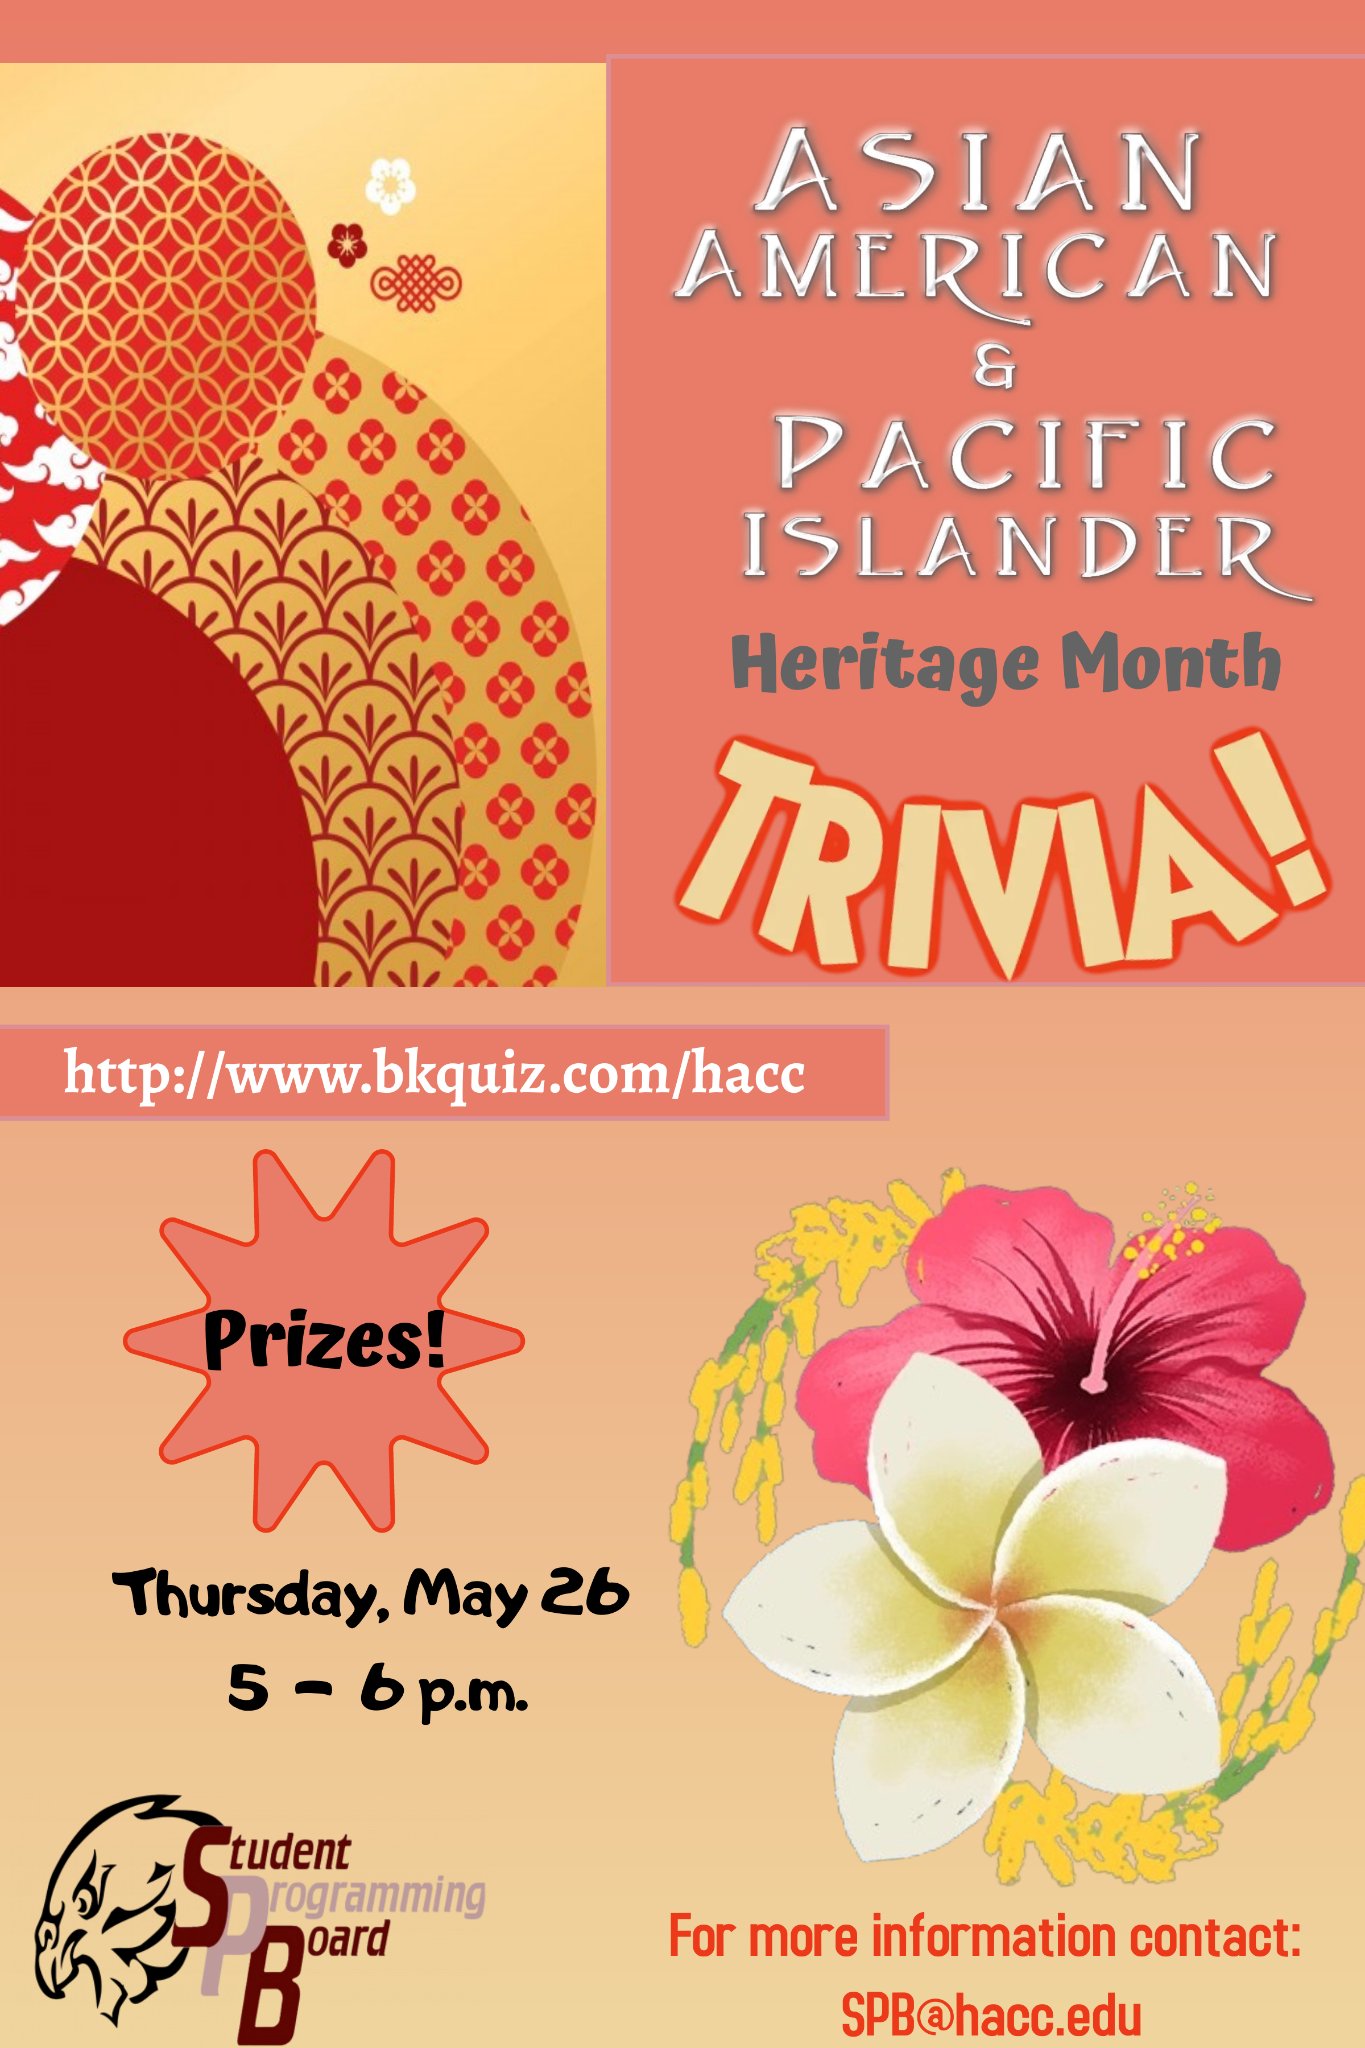 ASIAN
AMERICAN
&
PACIFIC
ISLANDER
Heritage Month
TRIVIA!
http://www.bkquiz.com/hacc
Prizes!
Thursday, May 26
5 - 6 p.m.
Student
Programming
Board
For more information contact:
SPB@hacc.edu